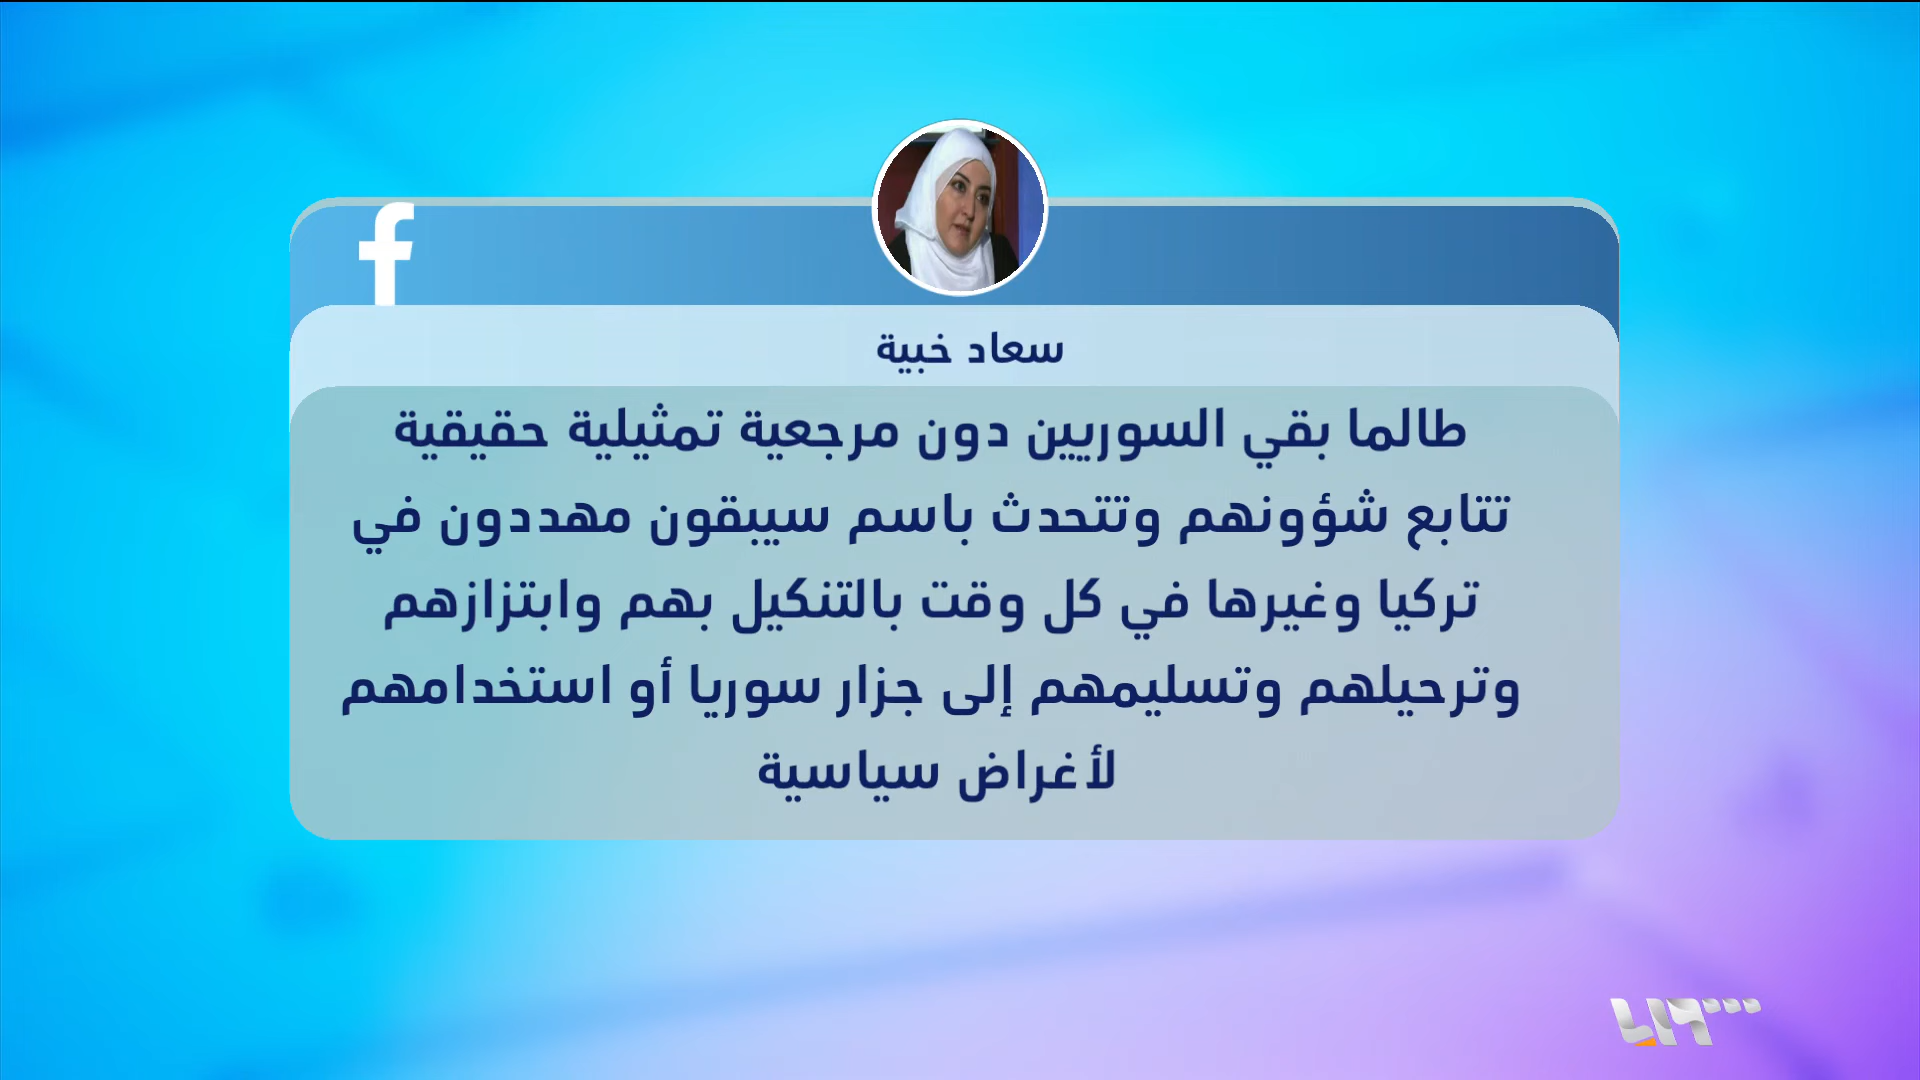 سعاد خبية
طالما بقي السوريين دون مرجعية تمثيلية حقيقية
تتابع شؤونهم وتتحدث باسم سيبقون مهددون في
تركيا وغيرها في كل وقت بالتنكيل بهم وابتزازهم
وترحيلهم وتسليمهم إلى جزار سوريا أو استخدامهم
لأغراض سياسية